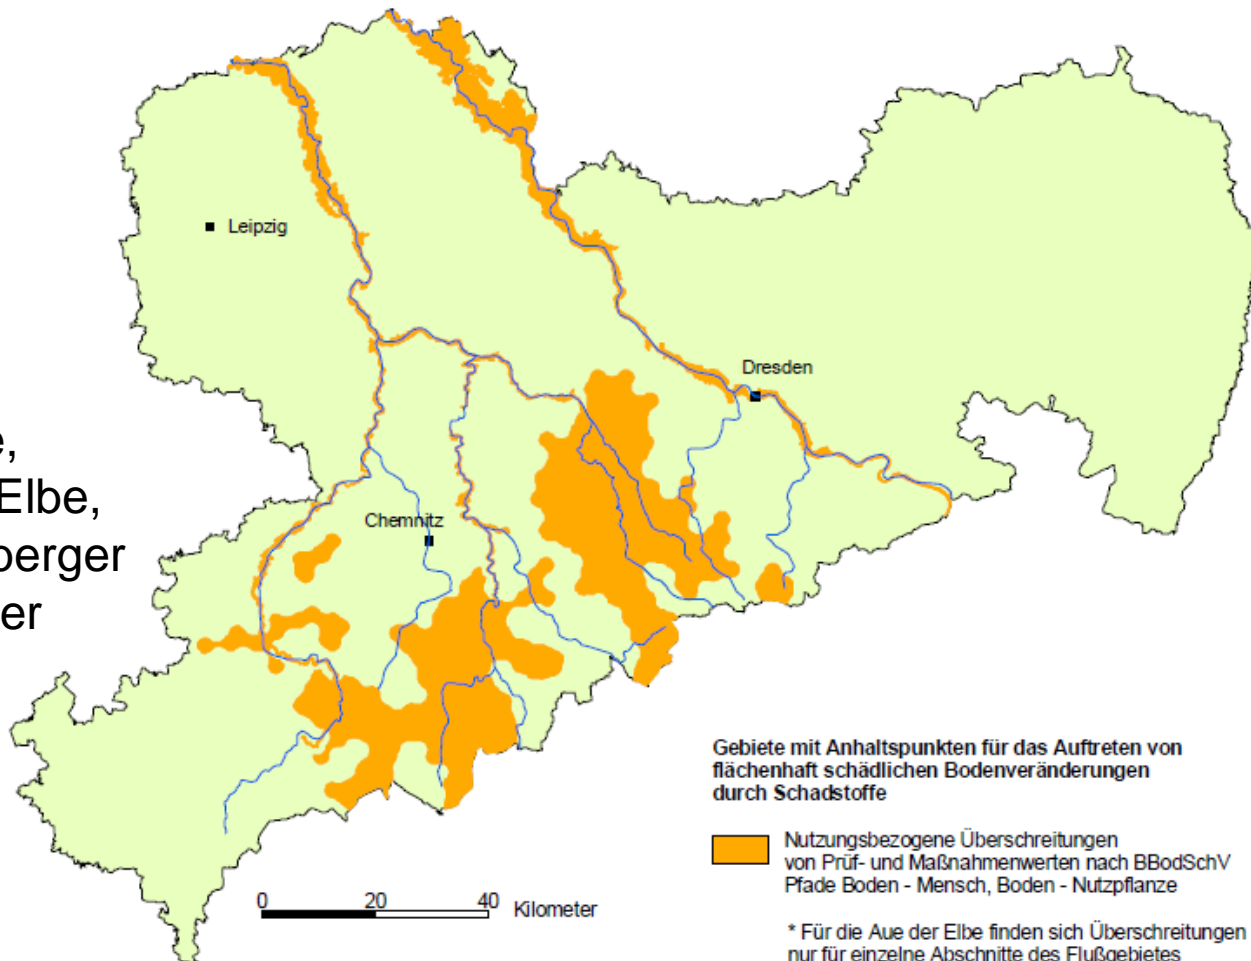 Leipzig
Dresden
Elbe,
Chemnitz
0 20 40 Kilometer
Gebiete mit Anhaltspunkten für das Auftreten von
flächenhaft schädlichen Bodenveränderungen
durch Schadstoffe
Nutzungsbezogene Überschreitungen
von Prüf- und Maßnahmenwerten nach BBodSchV
Pfade Boden - Mensch, Boden - Nutzpflanze
* Für die Aue der Elbe finden sich Überschreitungen
nur für einzelne Abschnitte des Flußgebietes